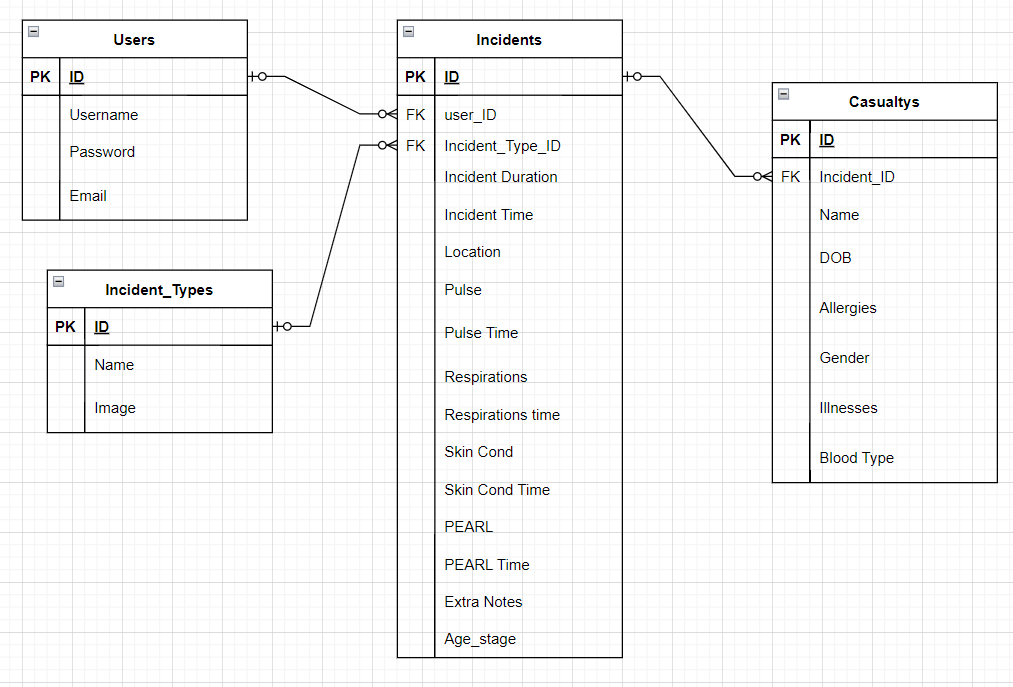 Users
PK ID
Username
Password
Email
Incident_Types
PK ID
Name
Image
Incidents
PK ID
FK user_ID
FK Incident_Type_ID
Incident Duration
Incident Time
Location
Pulse
Pulse Time
Respirations
Respirations time
Skin Cond
Skin Cond Time
PEARL
PEARL Time
Extra Notes
Age_stage
Casualtys
PK ID
FK Incident_ID
Name
DOB
Allergies
Gender
Illnesses
Blood Type